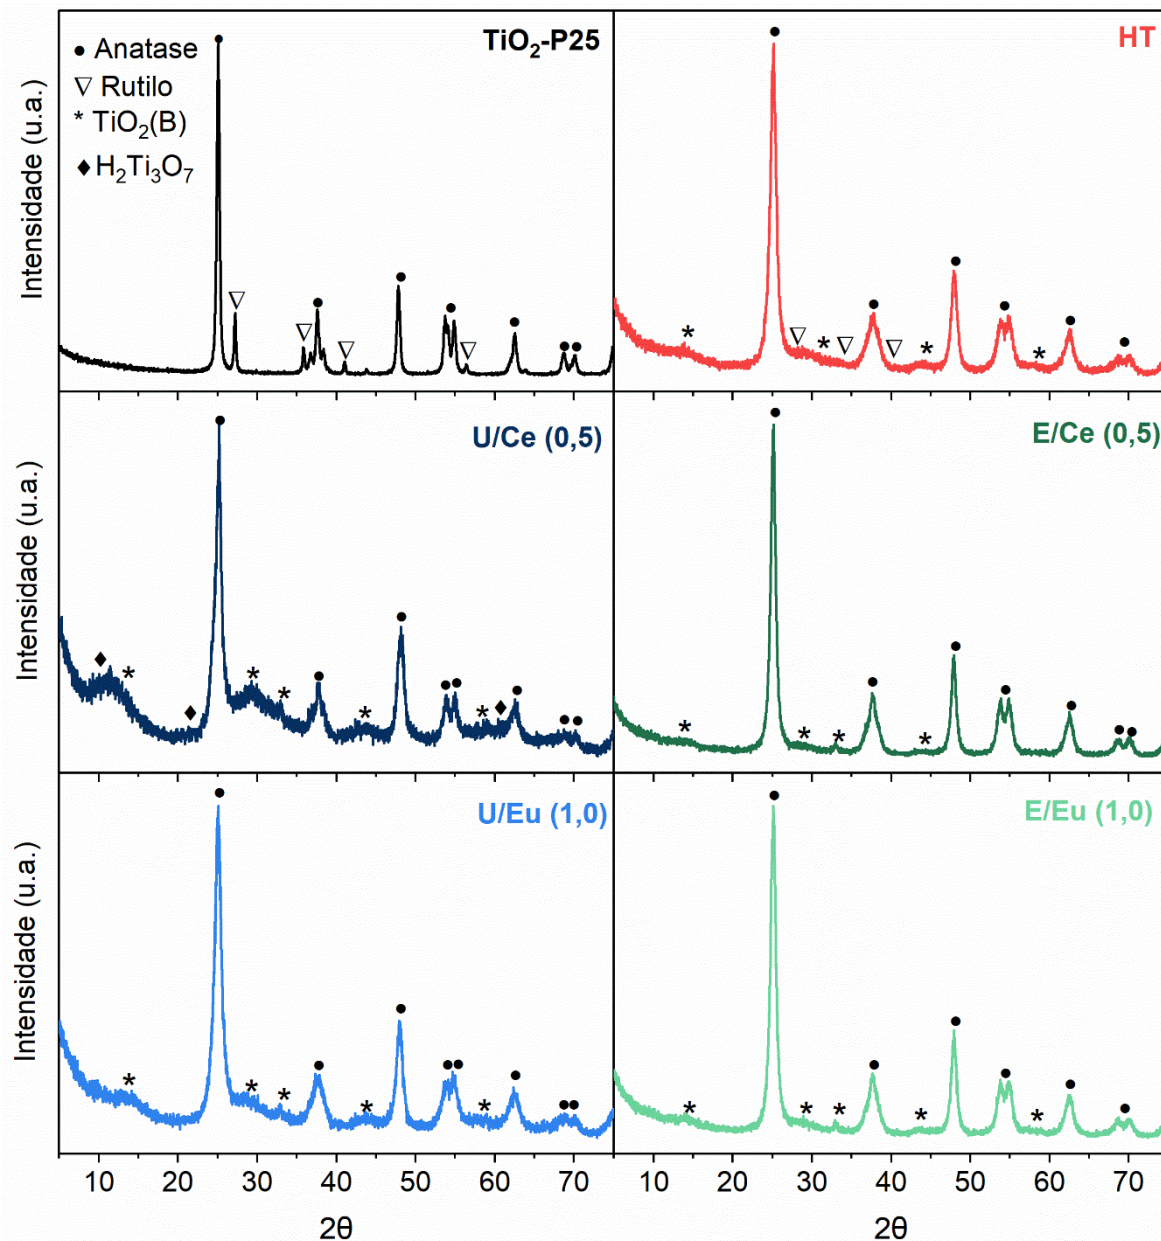 ● Anatase
▽ Rutilo
* TiO₂(B)
♦ H₂Ti₃O₇
TiO₂-P25
HT
Intensidade (u.a.)
U/Ce (0,5)
E/Ce (0,5)
Intensidade (u.a.)
U/Eu (1,0)
E/Eu (1,0)
Intensidade (u.a.)
10 20 30 40 50 60 70
10 20 30 40 50 60 70
2θ
2θ